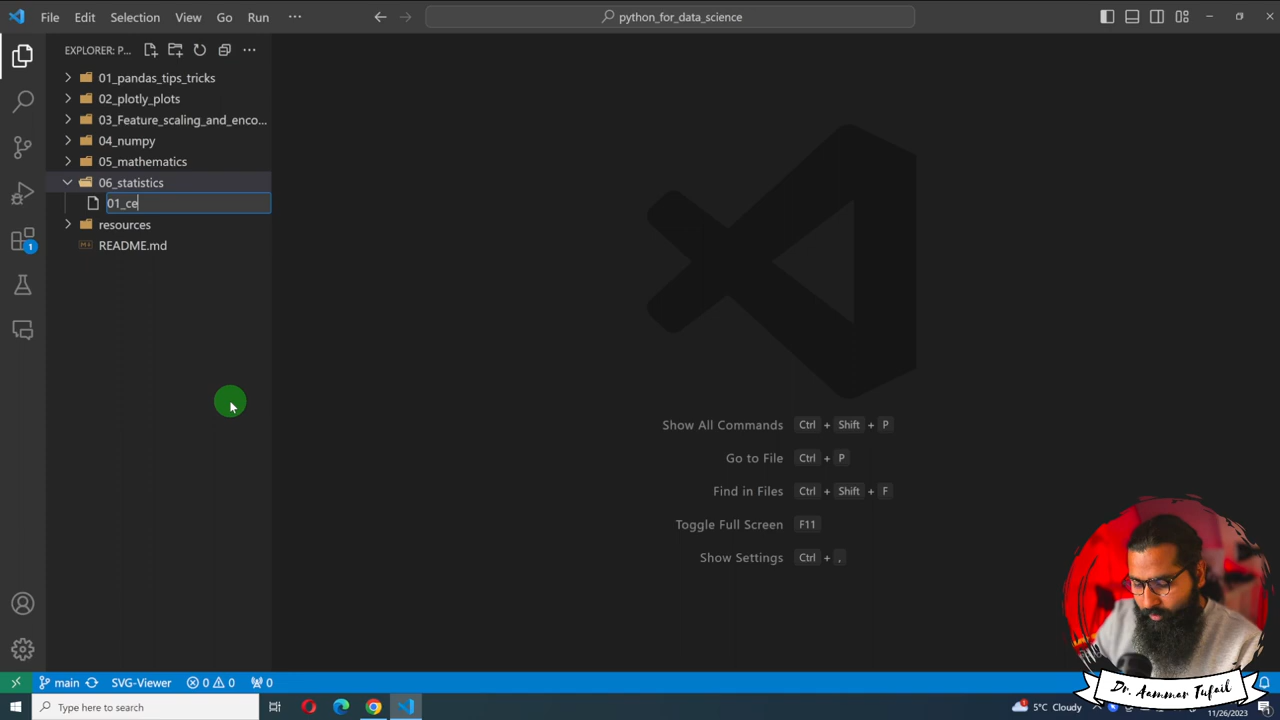 File Edit Selection View Go Run ···
python_for_data_science
EXPLORER: P...
01_pandas_tips_tricks
02_plotly_plots
03_Feature_scaling_and_enco...
04_numpy
05_mathematics
06_statistics
01_ce
resources
README.md
1
Show All Commands Ctrl + Shift + P
Go to File Ctrl + P
Find in Files Ctrl + Shift + F
Toggle Full Screen F11
Show Settings Ctrl + ,
Dr. Aammar Tufail
main SVG-Viewer 0 0 0
Type here to search
5°C Cloudy
11/26/2023
1